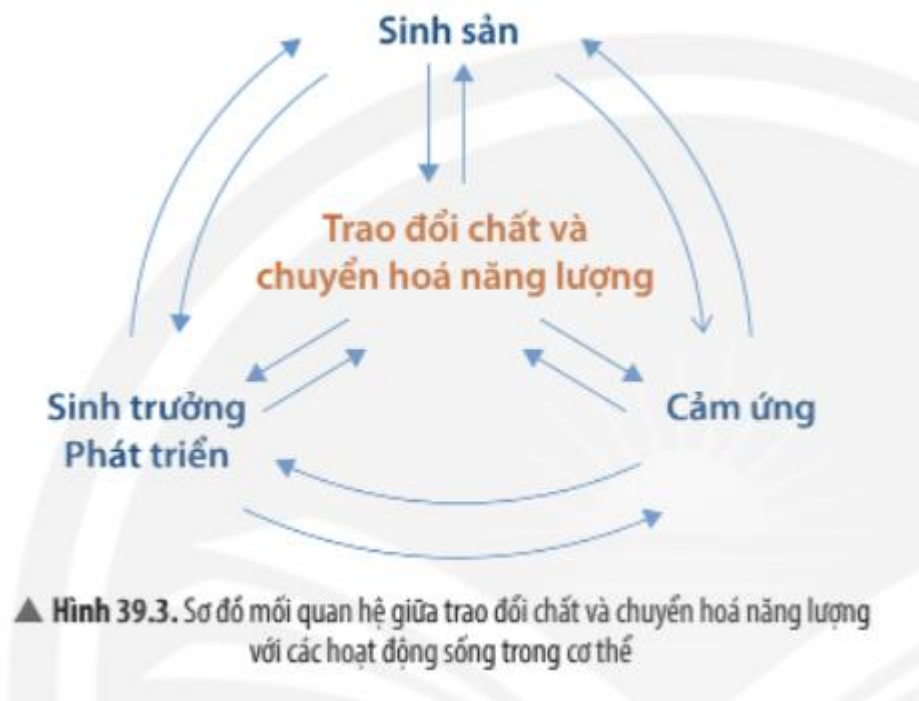 Sinh sản
Trao đổi chất và
chuyển hoá năng lượng
Sinh trưởng
Phát triển
Cảm ứng
▲ Hình 39.3. Sơ đồ mối quan hệ giữa trao đổi chất và chuyển hoá năng lượng
với các hoạt động sống trong cơ thể